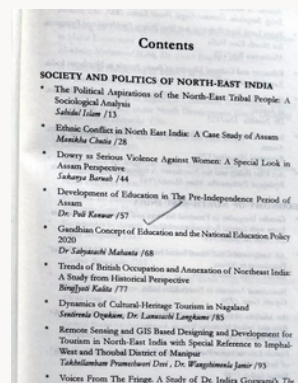 Contents
SOCIETY AND POLITICS OF NORTH-EAST INDIA
• The Political Aspirations of the North-East Tribal People: A
Sociological Analysis
Sahidul Islam /13
• Ethnic Conflict in North East India: A Case Study of Assam
Manikha Chutia /28
• Dowry as Serious Violence Against Women: A Special Look in
Assam Perspective
Sukanya Baruah /44
• Development of Education in The Pre-Independence Period of
Assam
Dr. Poli Konwar /57
• Gandhian Concept of Education and the National Education Policy
2020
Dr Sabyasachi Mahanta /68
• Trends of British Occupation and Annexation of Northeast India:
A Study from Historical Perspective
Binglyoti Kalita /77
• Dynamics of Cultural-Heritage Tourism in Nagaland
Sentirenla Ozukum, Dr. Lanusashi Longkumer /85
• Remote Sensing and GIS Based Designing and Development for
Tourism in North-East India with Special Reference to Imphal-
West and Thoubal District of Manipur
Takhellambam Prameshwori Devi, Dr. Wangshimenla Jamir /93
• Voices From The Fringe. A Study of Dr. Indira Goswami's The